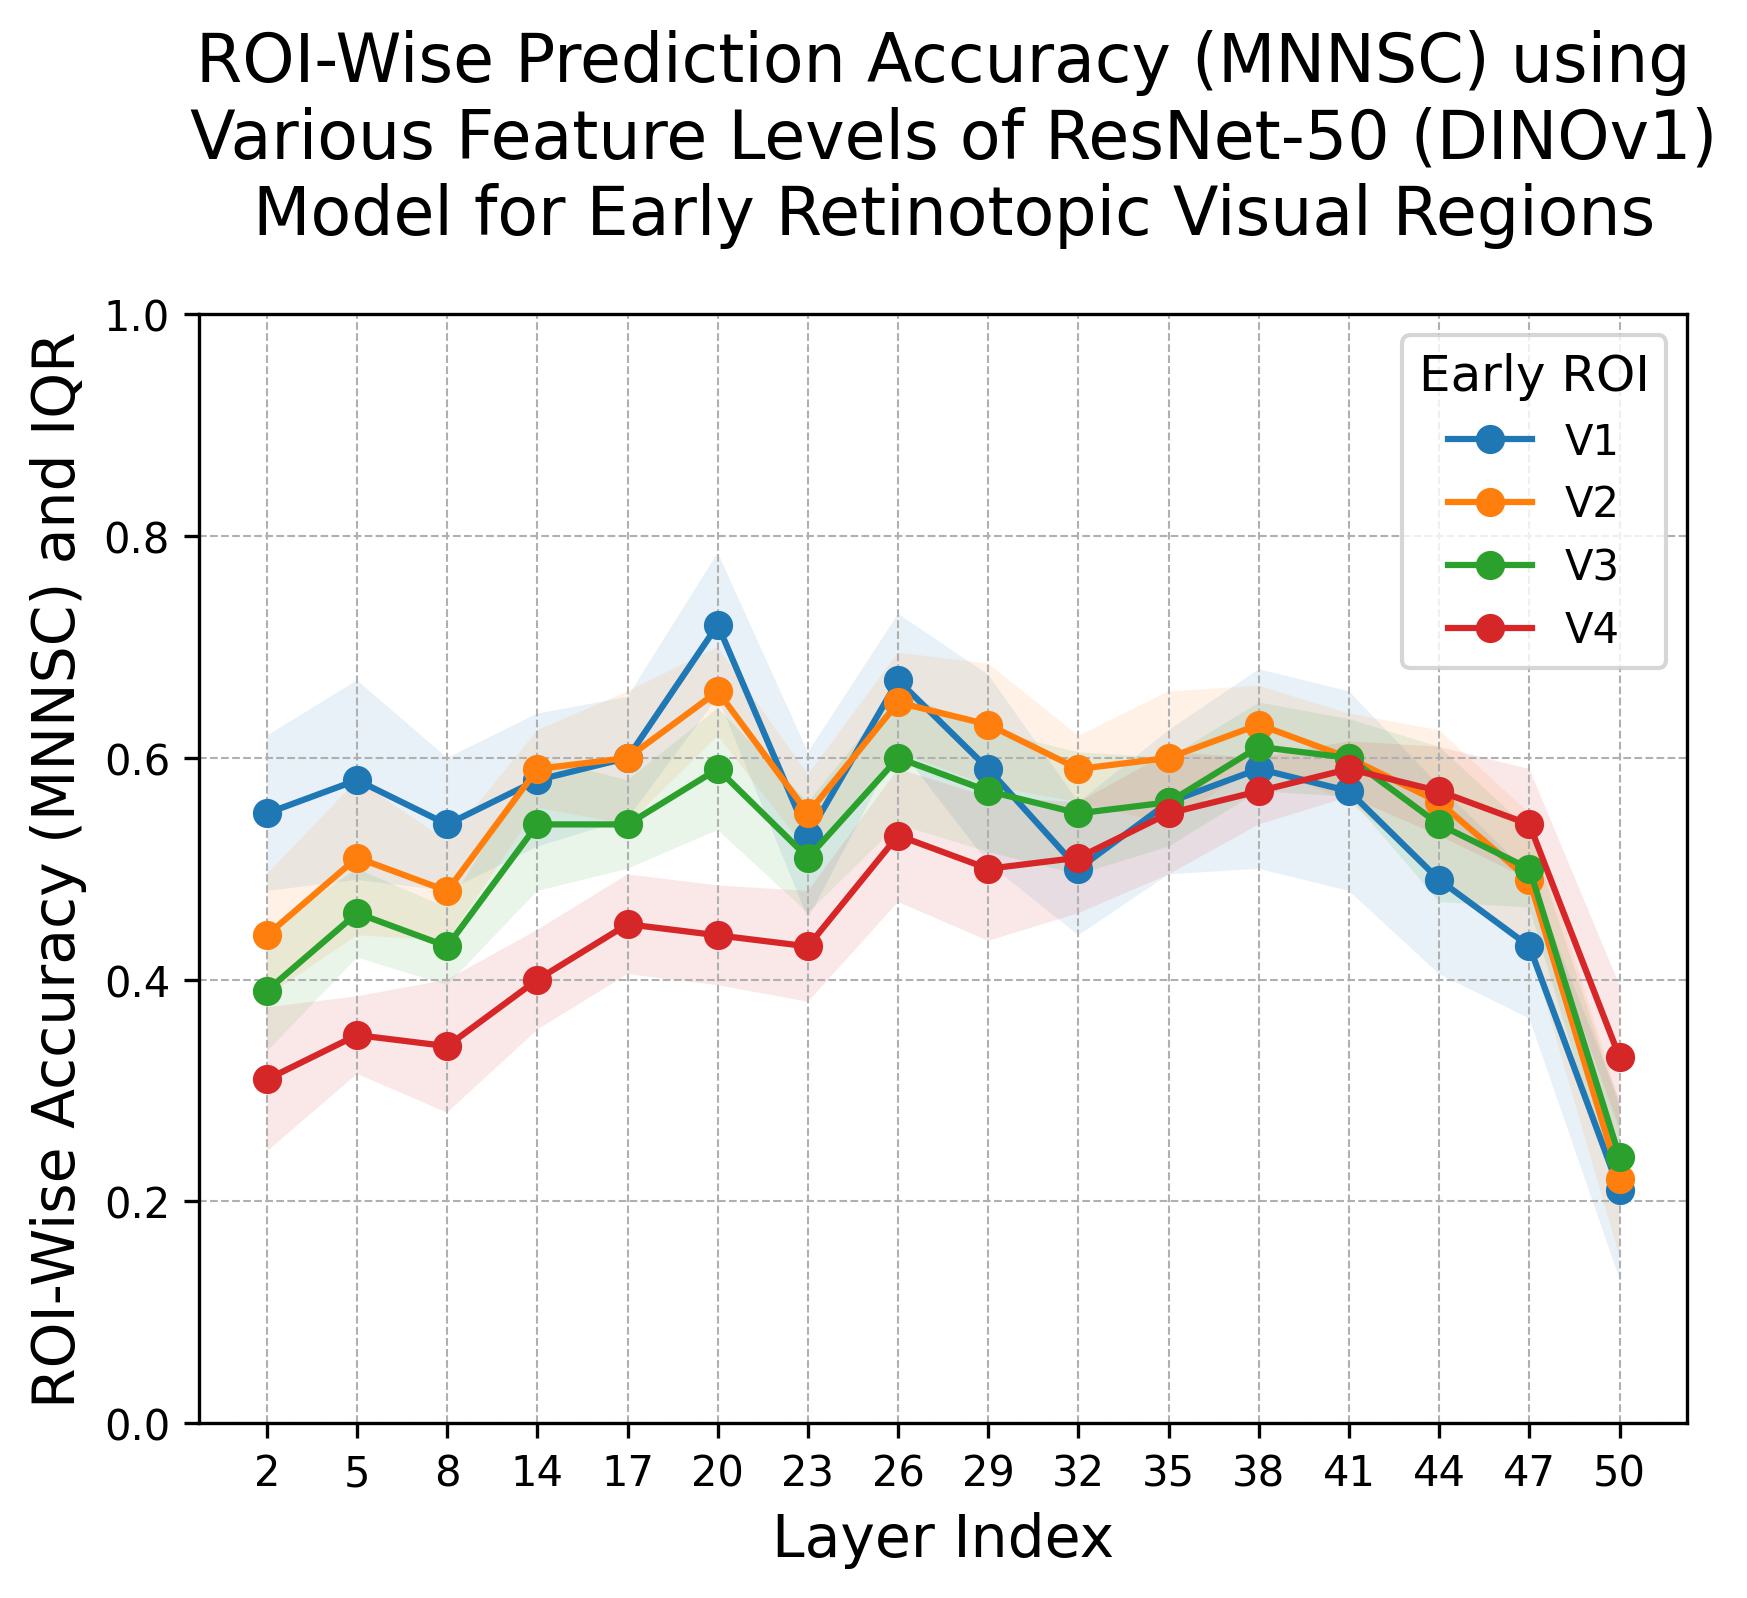 ROI-Wise Prediction Accuracy (MNNSC) using
Various Feature Levels of ResNet-50 (DINOv1)
Model for Early Retinotopic Visual Regions
ROI-Wise Accuracy (MNNSC) and IQR
1.0
0.8
0.6
0.4
0.2
0.0
Early ROI
V1
V2
V3
V4
2 5 8 14 17 20 23 26 29 32 35 38 41 44 47 50
Layer Index